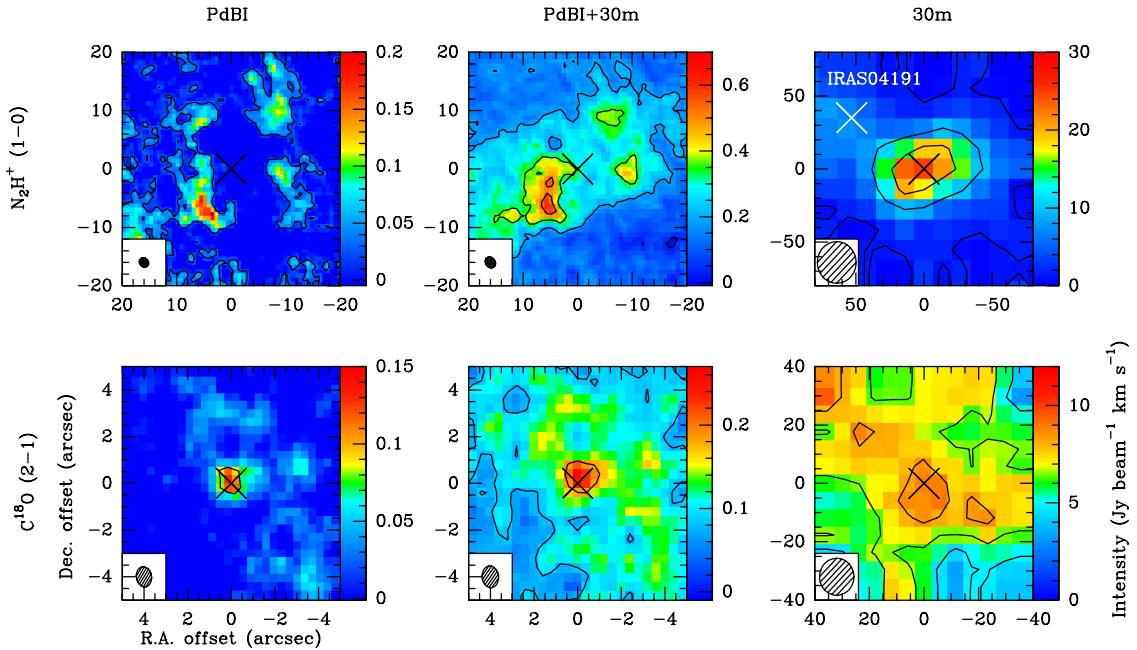 PdBI PdBI+30m 30m
N₂H⁺ (1−0)
20 10 0 −10 −20
20 10 0 −10 −20
0.2 0.15 0.1 0.05 0
20 10 0 −10 −20
20 10 0 −10 −20
0.6 0.4 0.2 0
IRAS04191
50 0 −50
50 0 −50
30 20 10 0
C¹⁸O (2−1)
Dec. offset (arcsec)
4 2 0 −2 −4
4 2 0 −2 −4
R.A. offset (arcsec)
0.15 0.1 0.05 0
4 2 0 −2 −4
4 2 0 −2 −4
0.2 0.1 0
40 20 0 −20 −40
40 20 0 −20 −40
10 5 0
Intensity (Jy beam⁻¹ km s⁻¹)